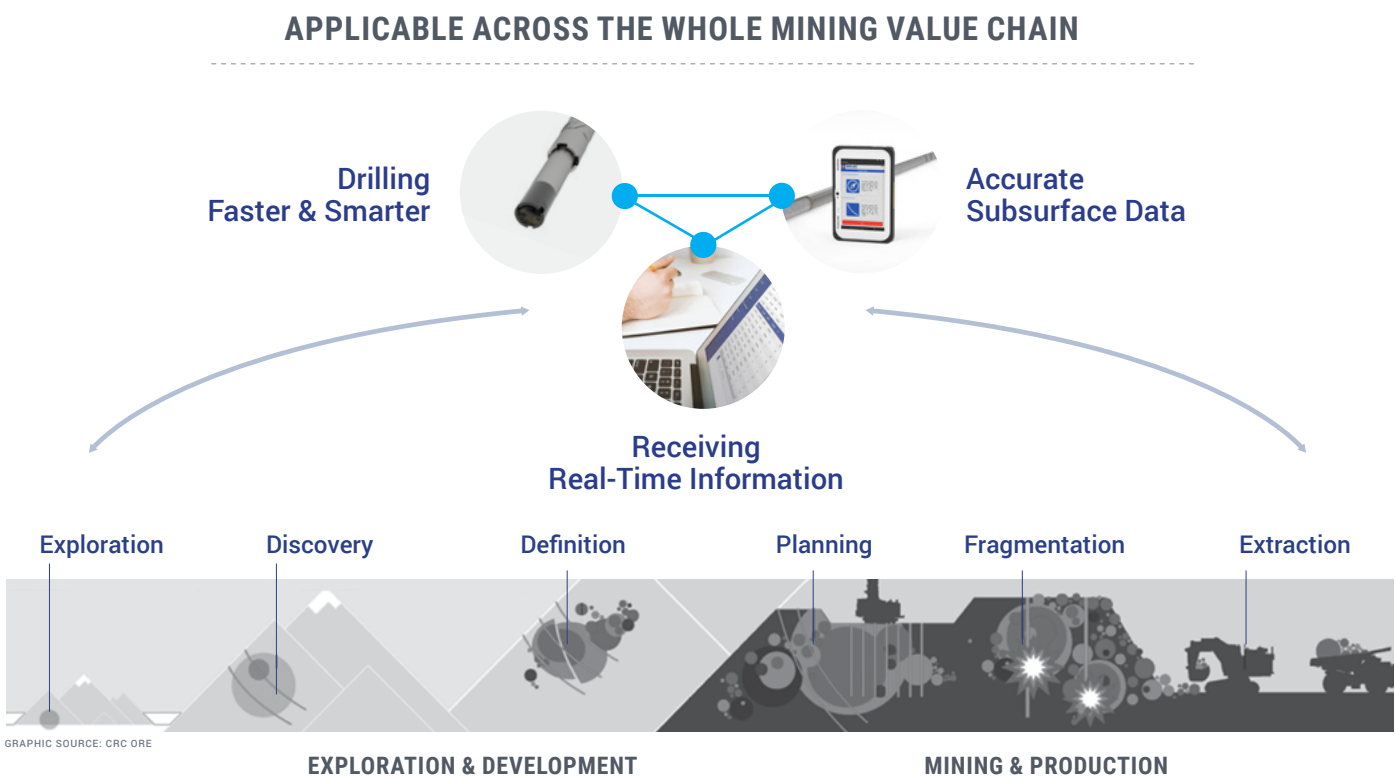 APPLICABLE ACROSS THE WHOLE MINING VALUE CHAIN
Drilling
Faster & Smarter
Accurate
Subsurface Data
Receiving
Real-Time Information
Exploration
Discovery
Definition
Planning
Fragmentation
Extraction
GRAPHIC SOURCE: CRC ORE
EXPLORATION & DEVELOPMENT
MINING & PRODUCTION